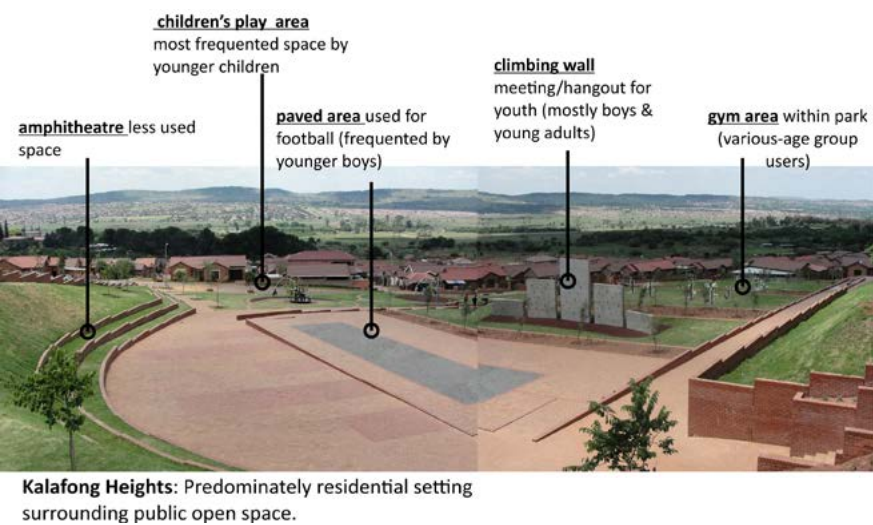 children's play area
most frequented space by
younger children
climbing wall
meeting/hangout for
youth (mostly boys &
young adults)
paved area used for
football (frequented by
younger boys)
gym area within park
(various-age group
users)
amphitheatre less used
space
Kalafong Heights: Predominately residential setting
surrounding public open space.